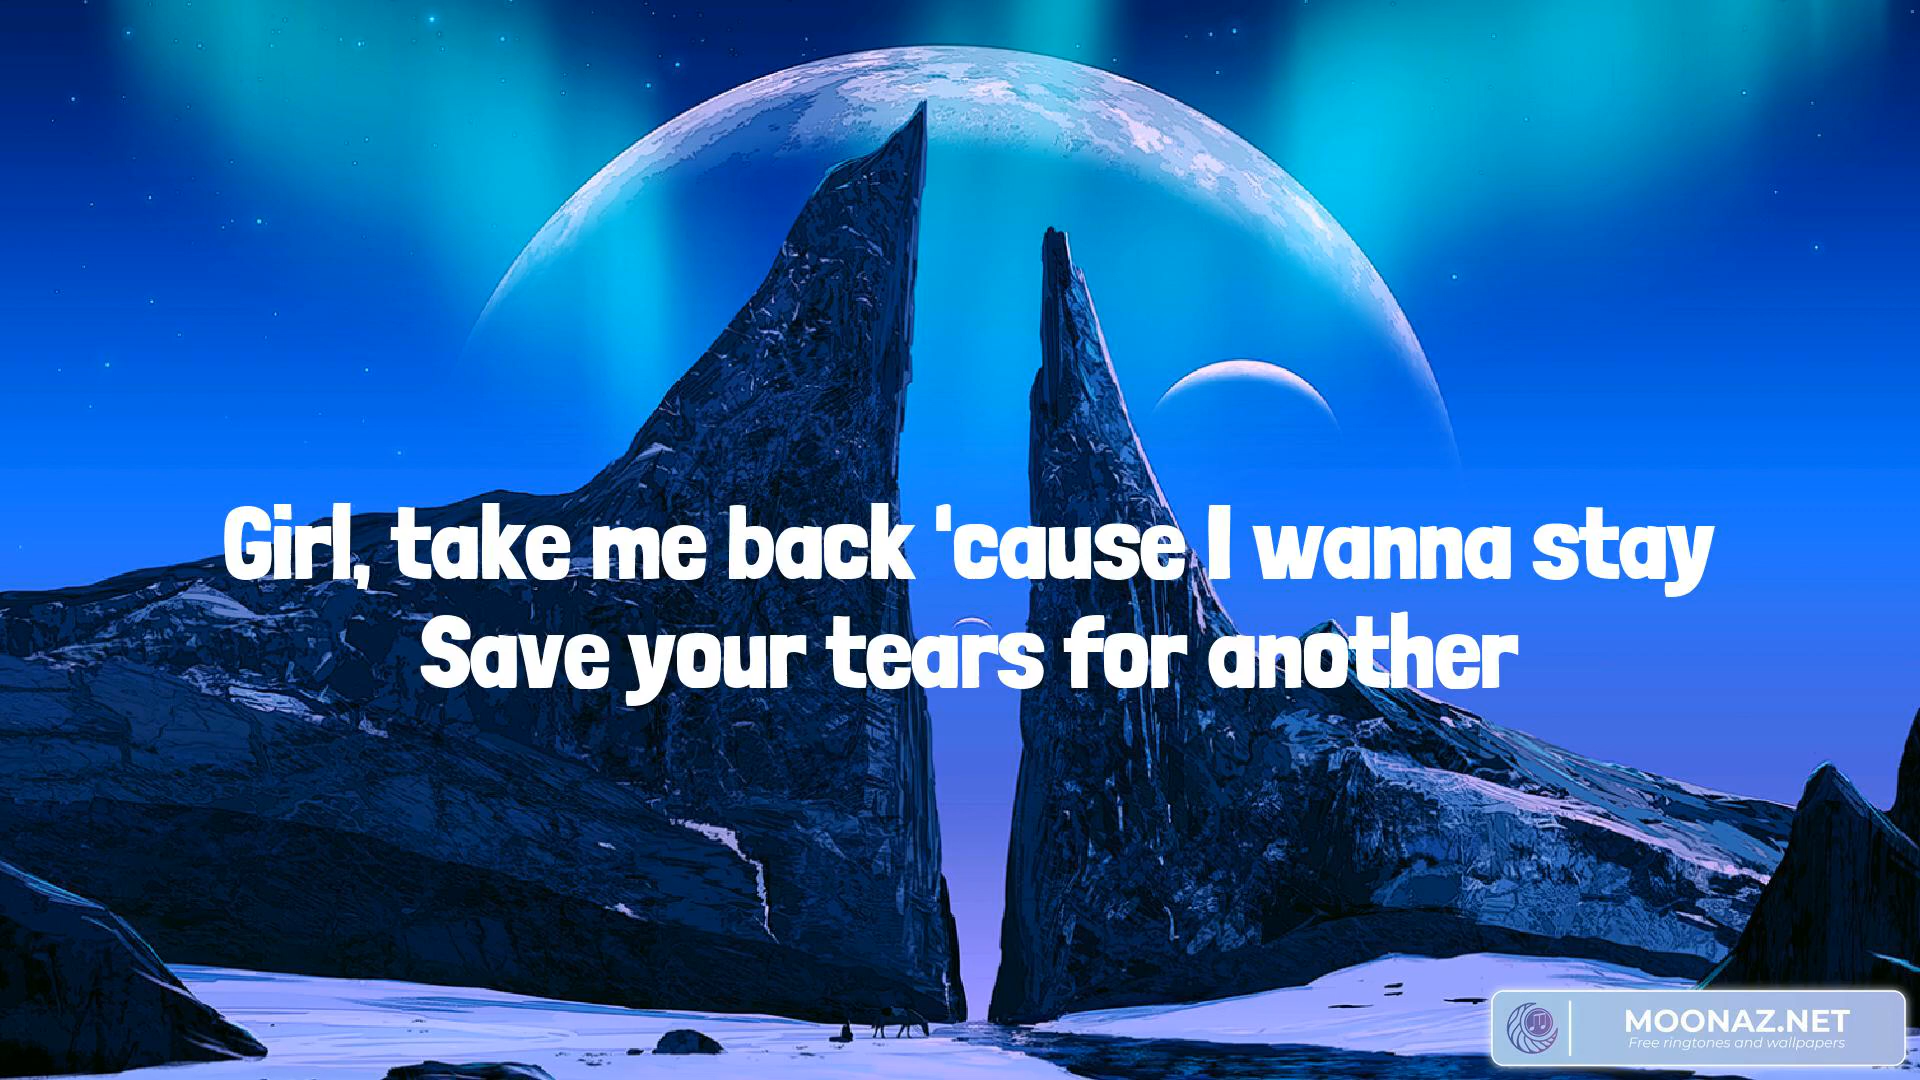 Girl, take me back 'cause I wanna stay
Save your tears for another
MOONAZ.NET
Free ringtones and wallpapers